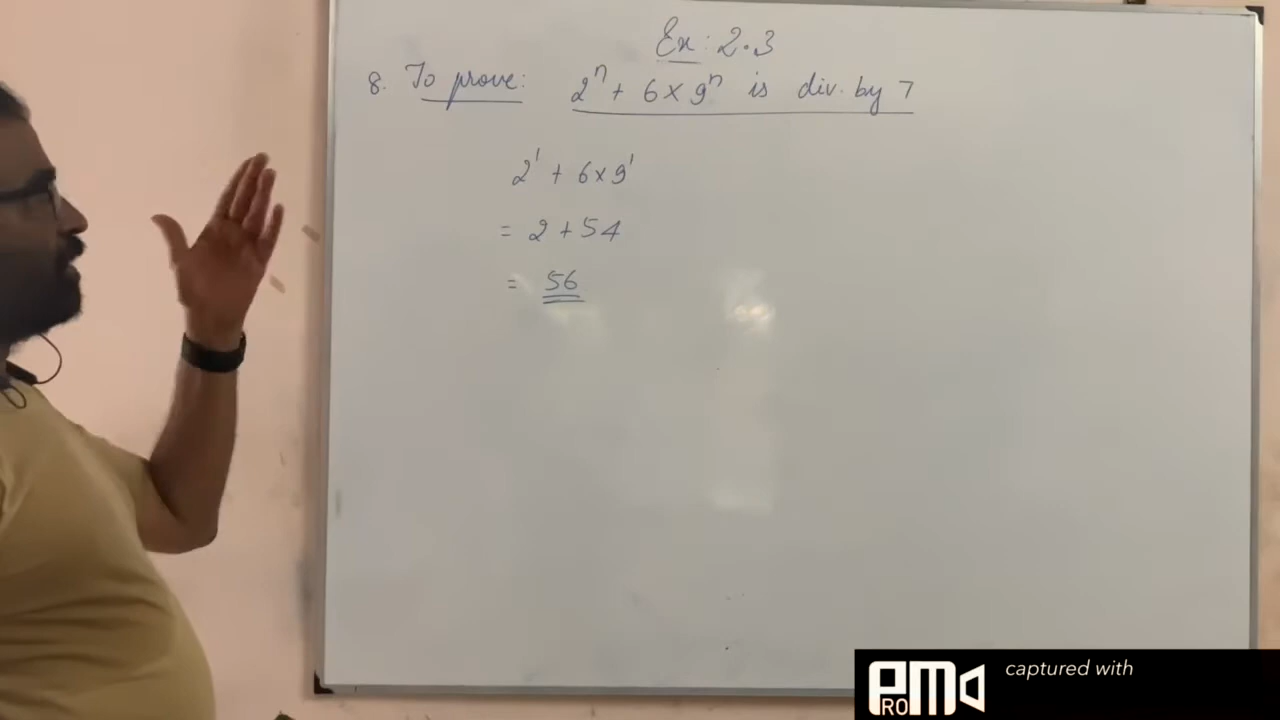 Ex: 2.3
8. To prove: 2ⁿ + 6 × 9ⁿ is div. by 7
2¹ + 6×9¹
= 2 + 54
= 56
captured with
PROMO